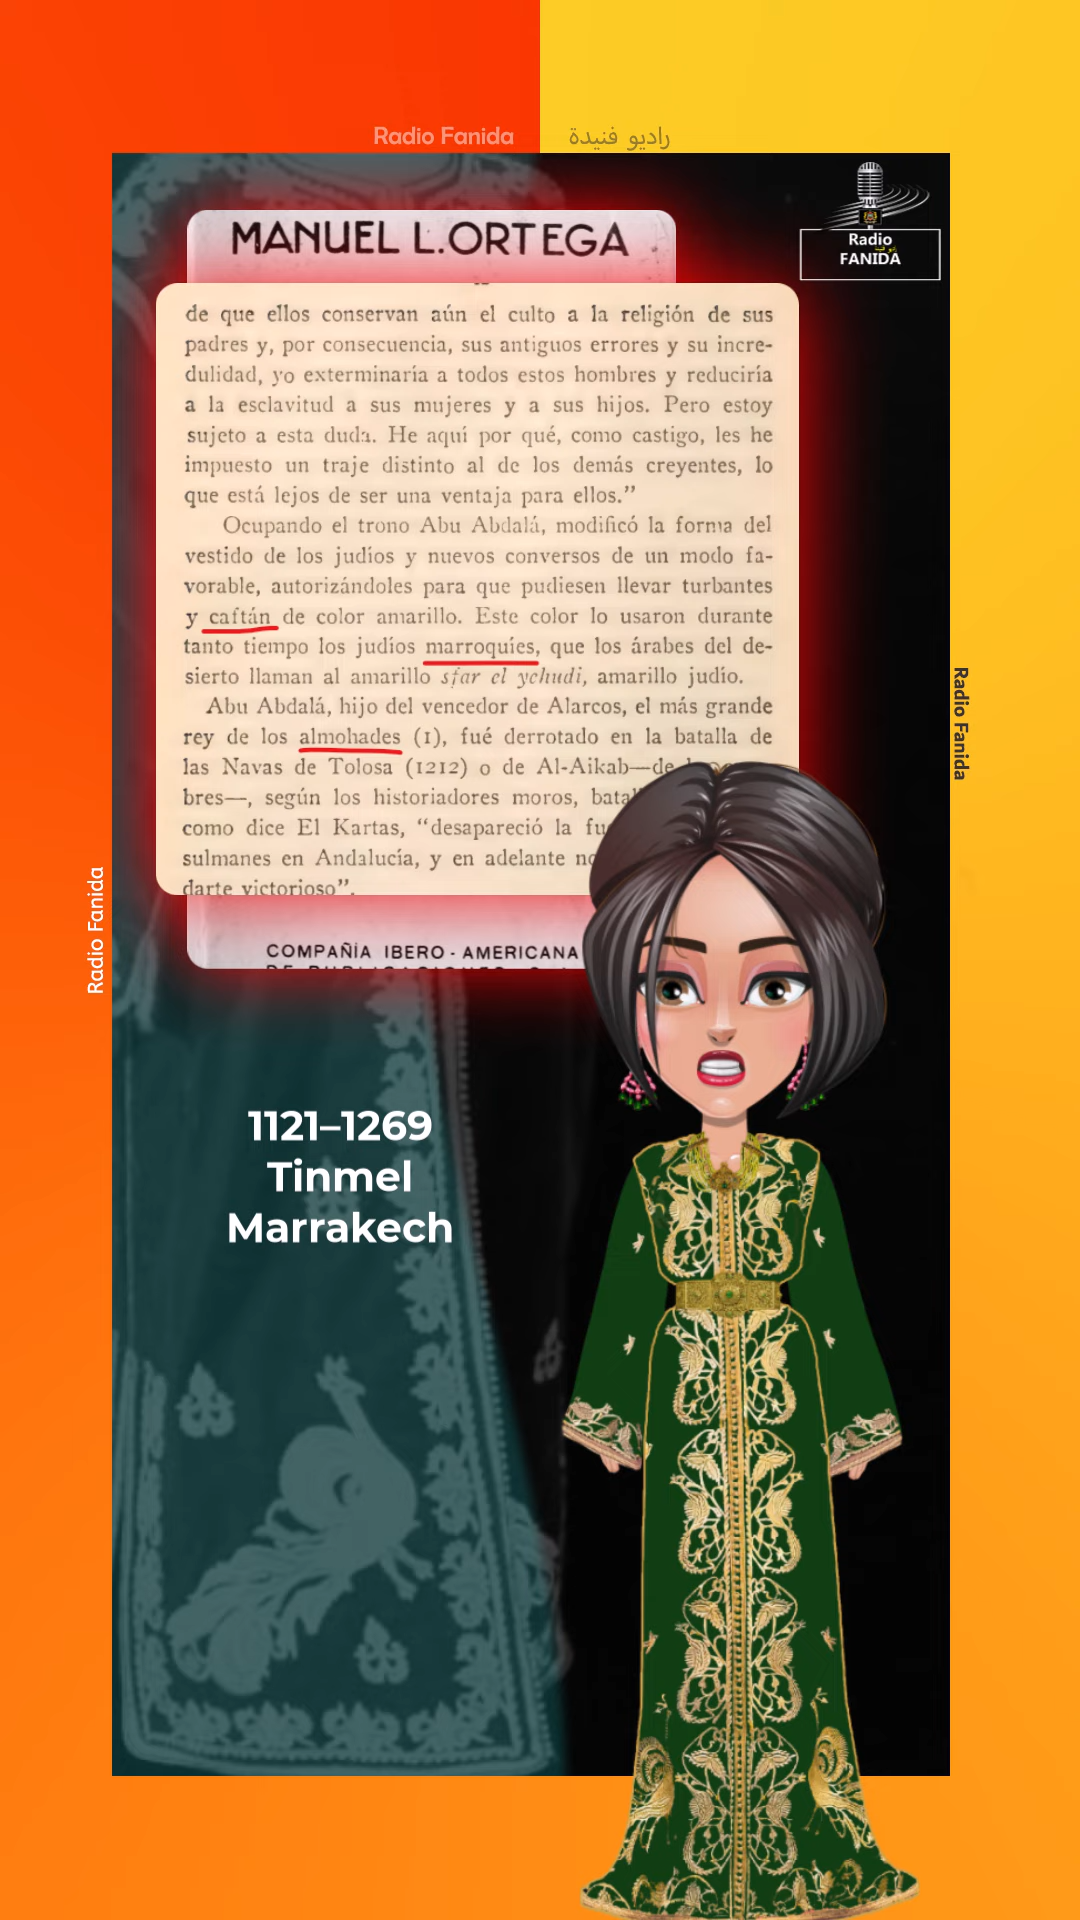 Radio Fanida
راديو فنيدة
Radio
FANIDA
MANUEL L.ORTEGA
de que ellos conservan aún el culto a la religión de sus
padres y, por consecuencia, sus antiguos errores y su incre-
dulidad, yo exterminaría a todos estos hombres y reduciría
a la esclavitud a sus mujeres y a sus hijos. Pero estoy
sujeto a esta duda. He aquí por qué, como castigo, les he
impuesto un traje distinto al de los demás creyentes, lo
que está lejos de ser una ventaja para ellos.”
Ocupando el trono Abu Abdalá, modificó la forma del
vestido de los judíos y nuevos conversos de un modo fa-
vorable, autorizándoles para que pudiesen llevar turbantes
y caftán de color amarillo. Este color lo usaron durante
tanto tiempo los judíos marroquíes, que los árabes del de-
sierto llaman al amarillo sfar el yehudi, amarillo judío.
Abu Abdalá, hijo del vencedor de Alarcos, el más grande
rey de los almohades (1), fué derrotado en la batalla de
las Navas de Tolosa (1212) o de Al-Aikab—de
bres—, según los historiadores moros,
como dice El Kartas, “desapareció la
sulmanes en Andalucía, y en adelante
darte victorioso”.
COMPAÑÍA IBERO-AMERICANA
Radio Fanida
Radio Fanida
1121–1269
Tinmel
Marrakech